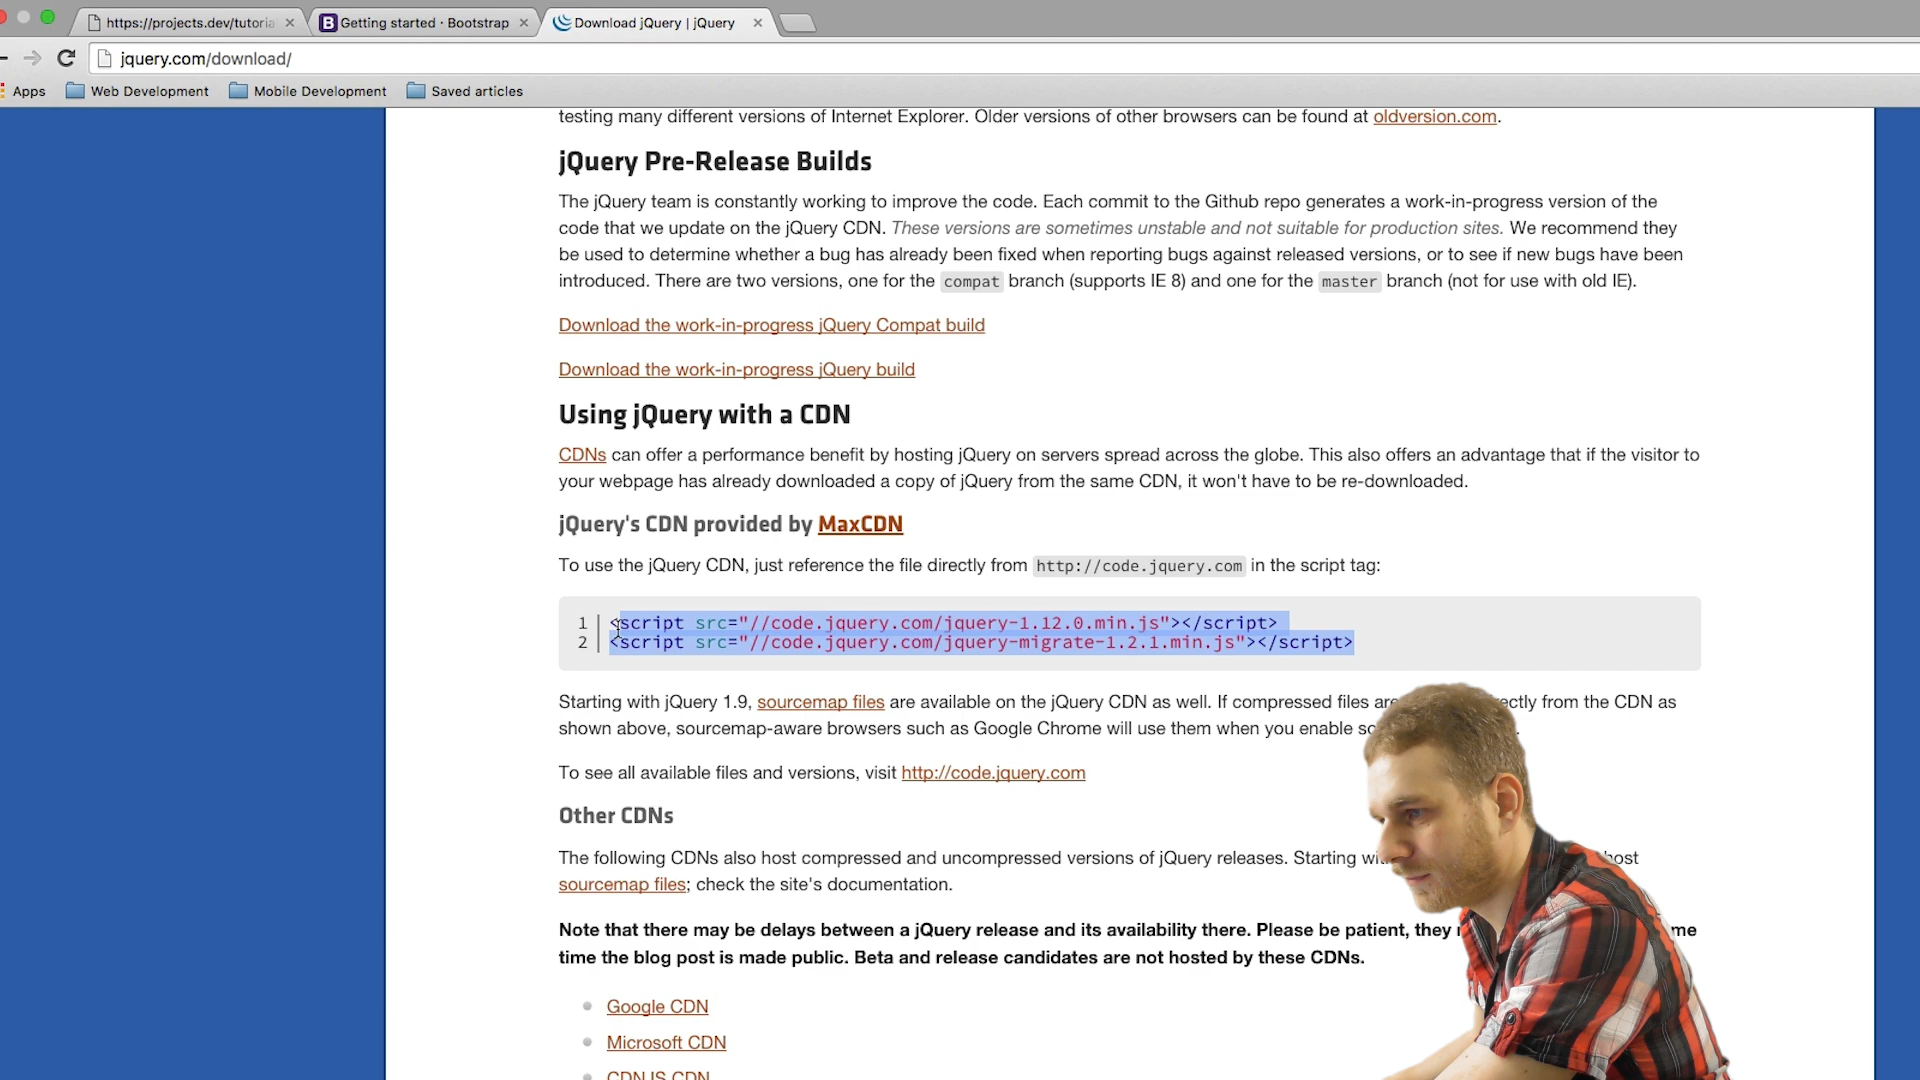 https://projects.dev/tutoria
Getting started · Bootstrap
Download jQuery | jQuery
jquery.com/download/
Apps
Web Development
Mobile Development
Saved articles
testing many different versions of Internet Explorer. Older versions of other browsers can be found at oldversion.com.
jQuery Pre-Release Builds
The jQuery team is constantly working to improve the code. Each commit to the Github repo generates a work-in-progress version of the
code that we update on the jQuery CDN. These versions are sometimes unstable and not suitable for production sites. We recommend they
be used to determine whether a bug has already been fixed when reporting bugs against released versions, or to see if new bugs have been
introduced. There are two versions, one for the compat branch (supports IE 8) and one for the master branch (not for use with old IE).
Download the work-in-progress jQuery Compat build
Download the work-in-progress jQuery build
Using jQuery with a CDN
CDNs can offer a performance benefit by hosting jQuery on servers spread across the globe. This also offers an advantage that if the visitor to
your webpage has already downloaded a copy of jQuery from the same CDN, it won't have to be re-downloaded.
jQuery's CDN provided by MaxCDN
To use the jQuery CDN, just reference the file directly from http://code.jquery.com in the script tag:
1 <script src="//code.jquery.com/jquery-1.12.0.min.js"></script>
2 <script src="//code.jquery.com/jquery-migrate-1.2.1.min.js"></script>
Starting with jQuery 1.9, sourcemap files are available on the jQuery CDN as well. If compressed files are ectly from the CDN as
shown above, sourcemap-aware browsers such as Google Chrome will use them when you enable
To see all available files and versions, visit http://code.jquery.com
Other CDNs
The following CDNs also host compressed and uncompressed versions of jQuery releases. Starting host
sourcemap files; check the site's documentation.
Note that there may be delays between a jQuery release and its availability there. Please be patient, they me
time the blog post is made public. Beta and release candidates are not hosted by these CDNs.
Google CDN
Microsoft CDN
CDNJS CDN